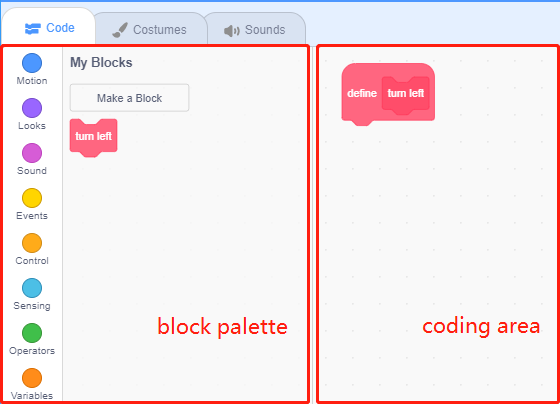 Code
Costumes
Sounds
Motion
Looks
Sound
Events
Control
Sensing
Operators
Variables
My Blocks
Make a Block
turn left
block palette
define turn left
coding area